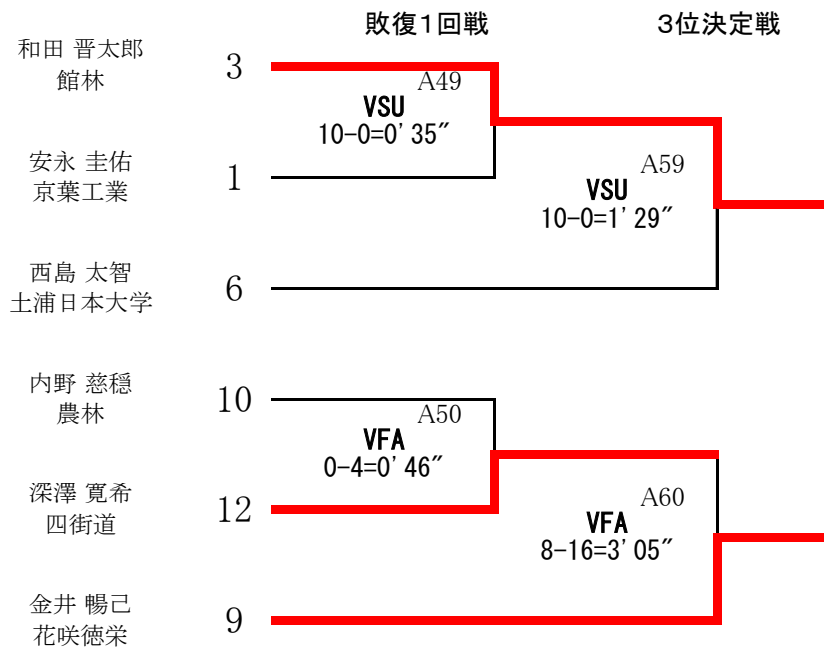 敗復1回戦
3位決定戦
和田 晋太郎
館林
3
A49
VSU
10-0=0' 35″
安永 圭佑
京葉工業
1
A59
VSU
10-0=1' 29″
西島 太智
土浦日本大学
6
内野 慈穏
農林
10
A50
VFA
0-4=0' 46″
深澤 寛希
四街道
12
A60
VFA
8-16=3' 05″
金井 暢己
花咲徳栄
9